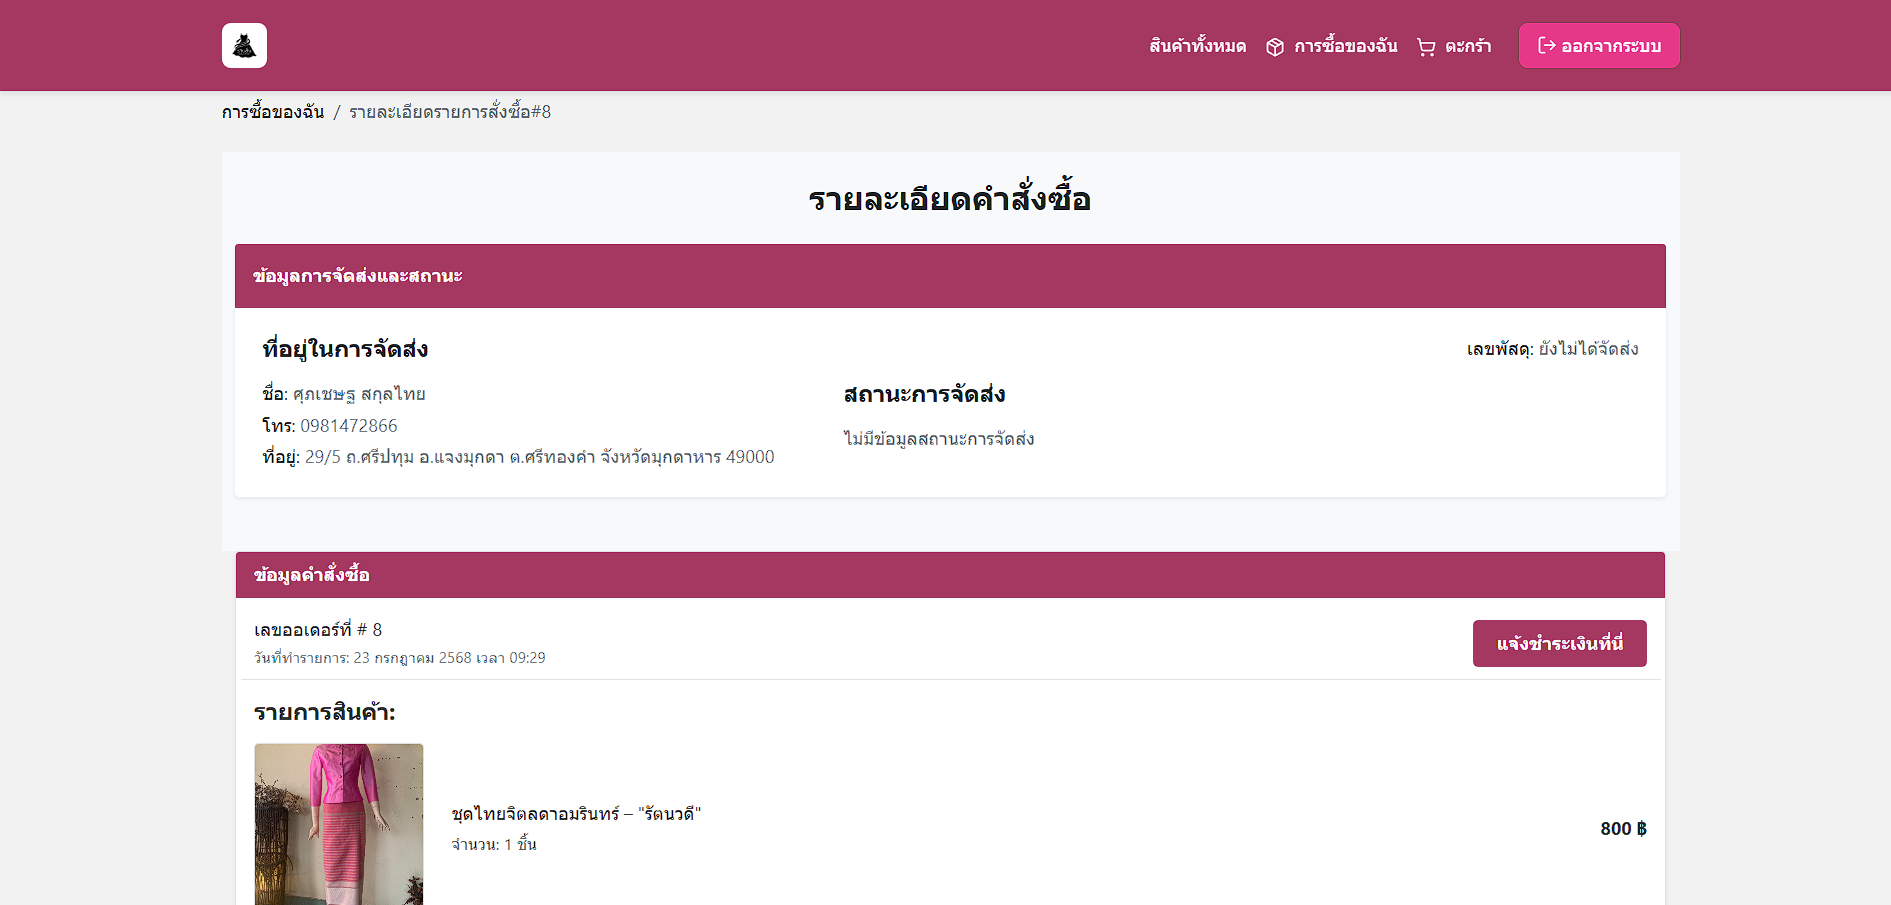 สินค้าทั้งหมด การซื้อของฉัน ตะกร้า ออกจากระบบ
การซื้อของฉัน / รายละเอียดรายการสั่งซื้อ#8
รายละเอียดคำสั่งซื้อ
ข้อมูลการจัดส่งและสถานะ
ที่อยู่ในการจัดส่ง
เลขพัสดุ: ยังไม่ได้จัดส่ง
ชื่อ: ศุภเชษฐ สกุลไทย
โทร: 0981472866
ที่อยู่: 29/5 ถ.ศรีปทุม อ.แจงมุกดา ต.ศรีทองคำ จังหวัดมุกดาหาร 49000
สถานะการจัดส่ง
ไม่มีข้อมูลสถานะการจัดส่ง
ข้อมูลคำสั่งซื้อ
เลขออเดอร์ที่ # 8
วันที่ทำรายการ: 23 กรกฎาคม 2568 เวลา 09:29
แจ้งชำระเงินที่นี่
รายการสินค้า:
ชุดไทยจิตลดาอมรินทร์ – "รัตนวดี"
จำนวน: 1 ชิ้น
800 ฿